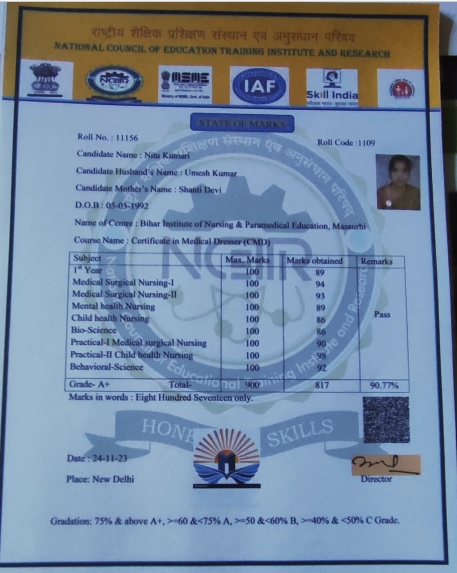 राष्ट्रीय शैक्षिक प्रशिक्षण संस्थान एवं अनुसंधान परिषद
NATIONAL COUNCIL OF EDUCATION TRAINING INSTITUTE AND RESEARCH
MSME
IAF
Skill India
STATE OF MARKS
Roll No. : 11156
Roll Code :1109
Candidate Name : Nitu Kumari
Candidate Husband's Name : Umesh Kumar
Candidate Mother's Name : Shanti Devi
D.O.B : 05-05-1992
Name of Centre : Bihar Institute of Nursing & Paramedical Education, Masaurhi
Course Name : Certificate in Medical Dresser (CMD)
Subject Max. Marks Marks obtained Remarks
1st Year 100 89
Medical Surgical Nursing-I 100 94
Medical Surgical Nursing-II 100 93
Mental health Nursing 100 89
Child health Nursing 100 86
Bio-Science 100 86
Practical-I Medical surgical Nursing 100 90
Practical-II Child health Nursing 100 98
Behavioral-Science 100 92
Pass
Grade- A+ Total- 900 817 90.77%
Marks in words : Eight Hundred Seventeen only.
SKILLS
Date : 24-11-23
Place: New Delhi
Director
Gradation: 75% & above A+, >=60 &<75% A, >=50 &<60% B, >=40% & <50% C Grade.